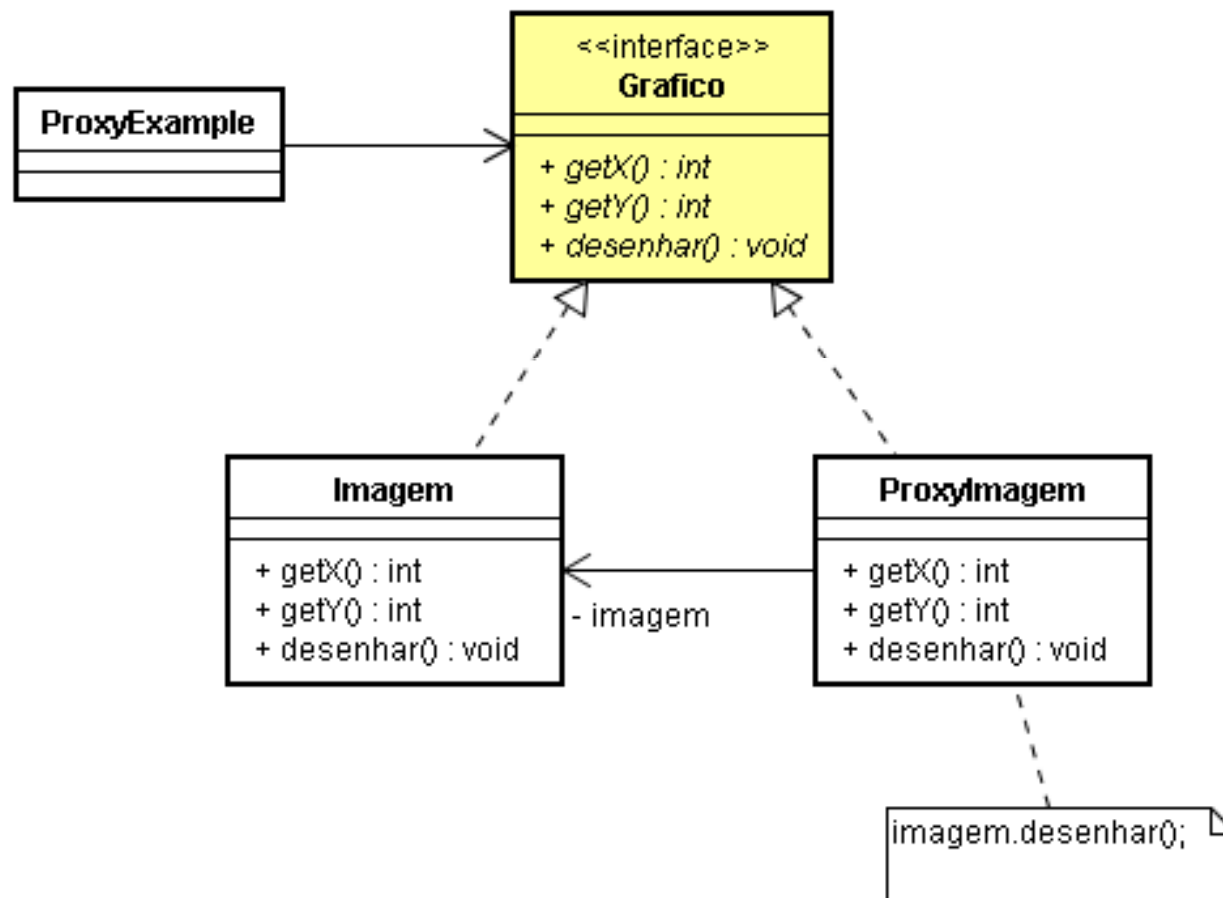 ProxyExample
<<interface>>
Grafico
+ getX() : int
+ getY() : int
+ desenhar() : void
Imagem
+ getX() : int
+ getY() : int
+ desenhar() : void
- imagem
ProxyImagem
+ getX() : int
+ getY() : int
+ desenhar() : void
imagem.desenhar();